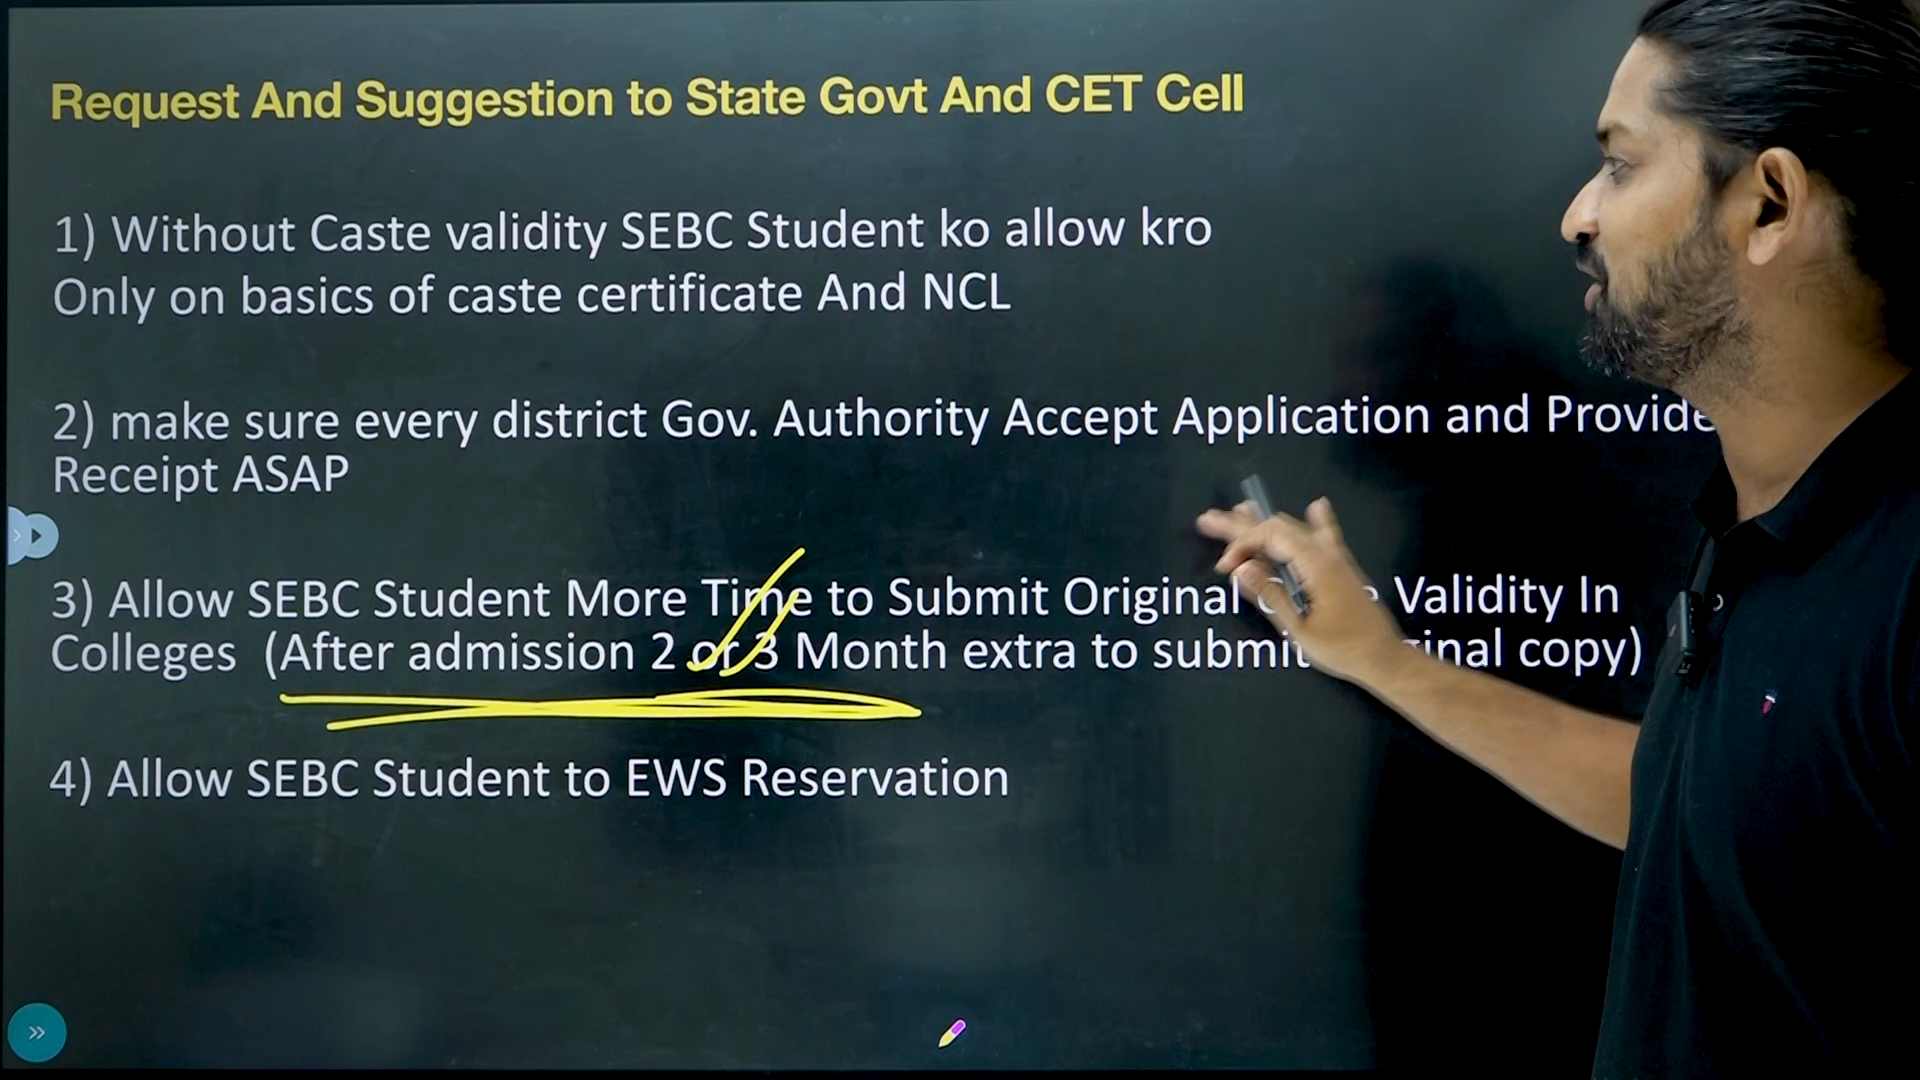 Request And Suggestion to State Govt And CET Cell
1) Without Caste validity SEBC Student ko allow kro
Only on basics of caste certificate And NCL
2) make sure every district Gov. Authority Accept Application and Provide
Receipt ASAP
3) Allow SEBC Student More Time to Submit Original Validity In
Colleges (After admission 2 or 3 Month extra to submit copy)
4) Allow SEBC Student to EWS Reservation